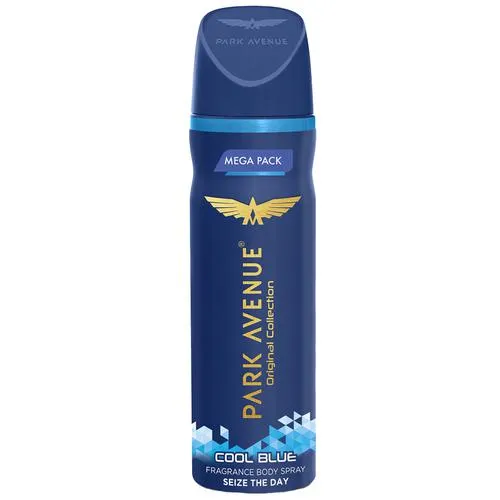 PARK AVENUE
MEGA PACK
PARK AVENUE®
Original Collection
COOL BLUE
FRAGRANCE BODY SPRAY
SEIZE THE DAY